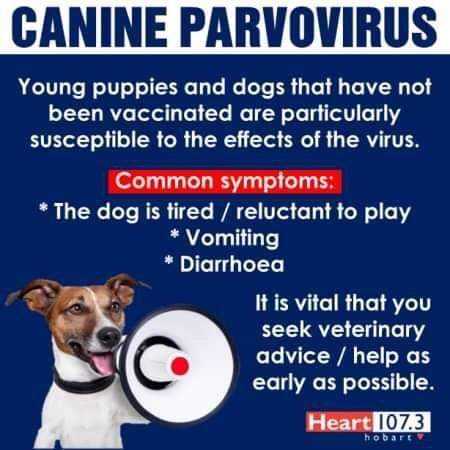 CANINE PARVOVIRUS
Young puppies and dogs that have not
been vaccinated are particularly
susceptible to the effects of the virus.
Common symptoms:
* The dog is tired / reluctant to play
* Vomiting
* Diarrhoea
It is vital that you
seek veterinary
advice / help as
early as possible.
Heart 107.3
hobart